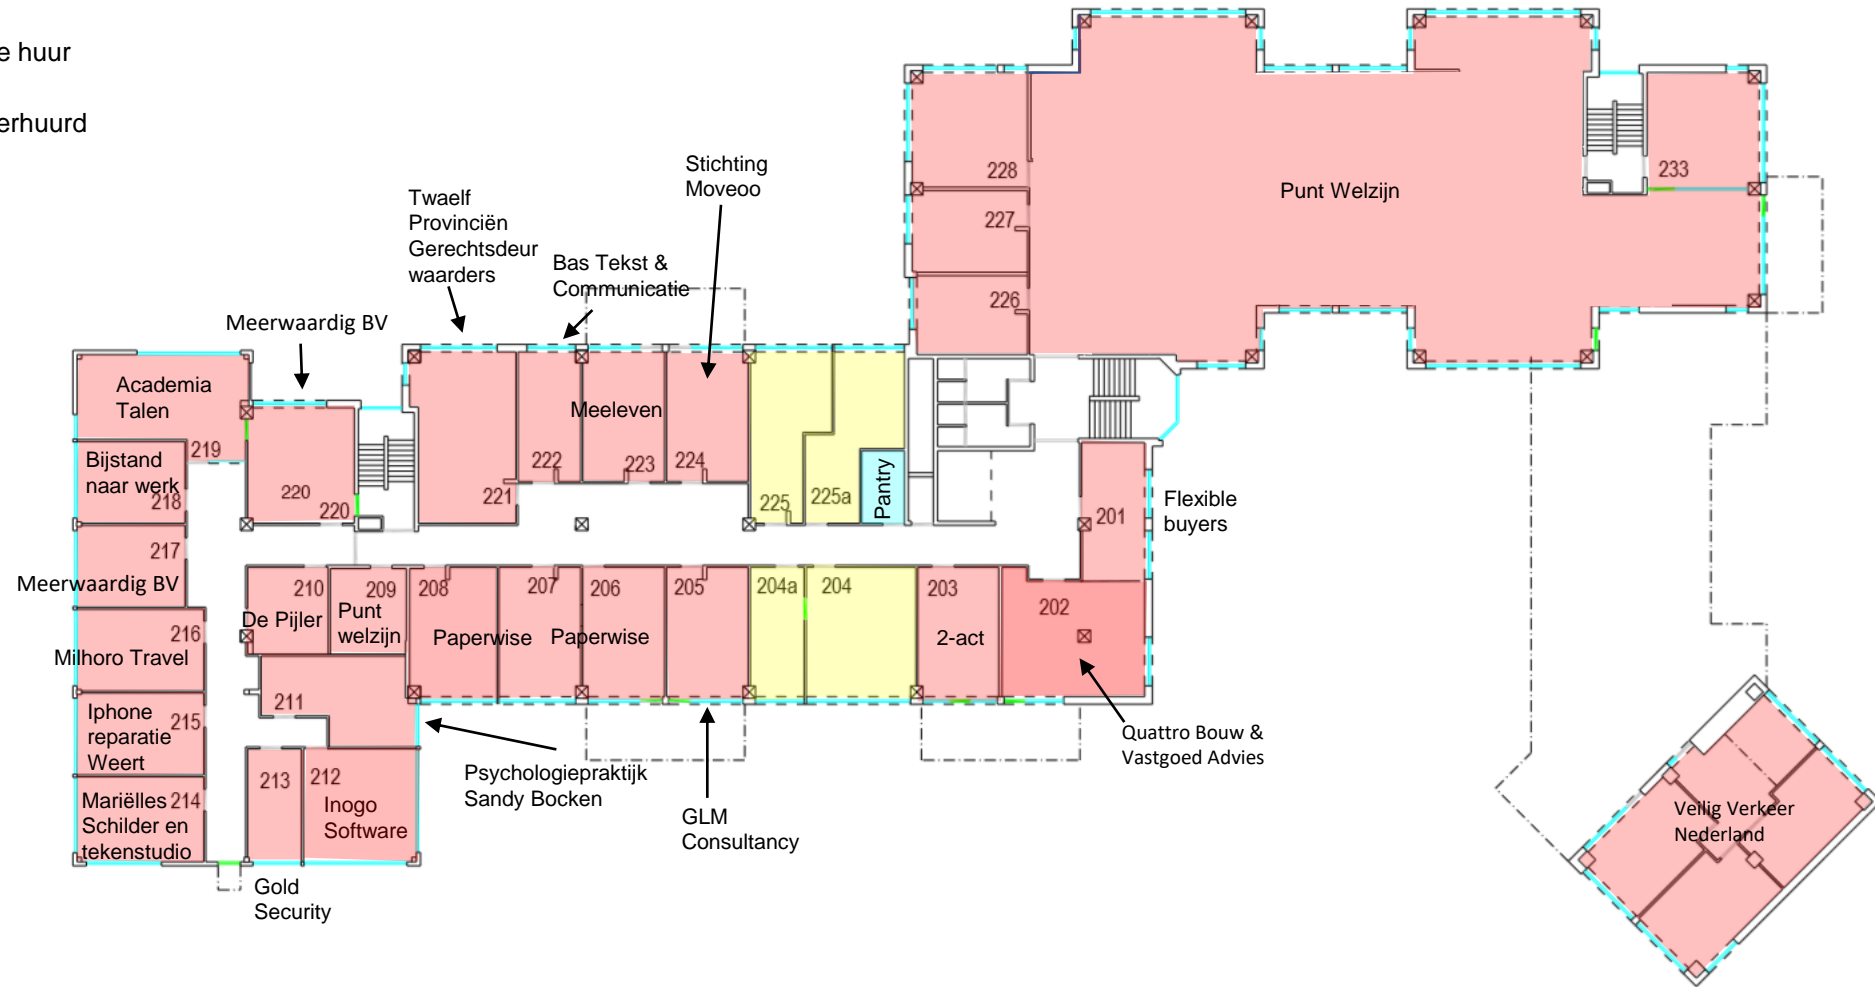 e huur
erhuurd
Stichting
Moveoo
Twaelf
Provinciën
Gerechtsdeur
waarders
Bas Tekst &
Communicatie
Meerwaardig BV
228
227
226
Punt Welzijn
233
Academia
Talen
219
Bijstand
naar werk
218
220
220
221
222
Meeleven
223
224
225
225a
Pantry
201
Flexible
buyers
217
Meerwaardig BV
216
Milhoro Travel
Iphone
reparatie
Weert
215
Mariëlles
Schilder en
tekenstudio
214
210
De Pijler
209
Punt
welzijn
208
Paperwise
207
206
Paperwise
205
204a
204
203
2-act
202
211
213
212
Inogo
Software
Gold
Security
Psychologiepraktijk
Sandy Bocken
GLM
Consultancy
Quattro Bouw &
Vastgoed Advies
Veilig Verkeer
Nederland